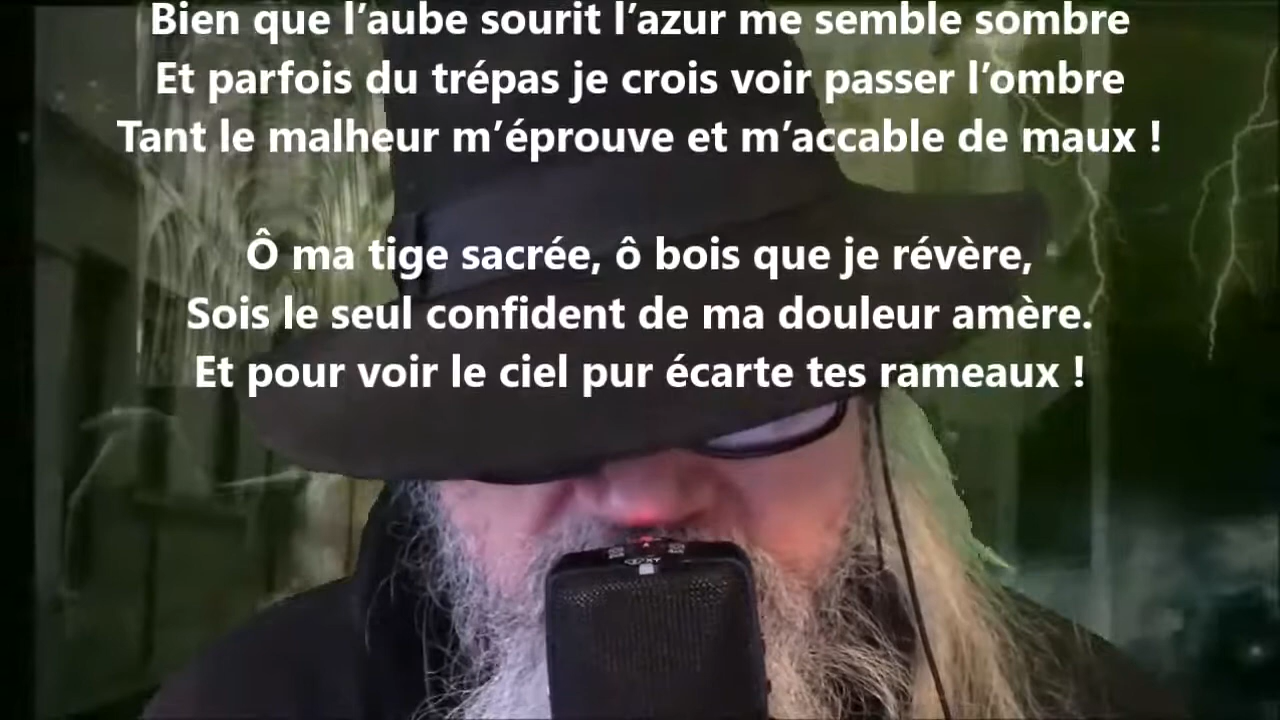 Bien que l’aube sourit l’azur me semble sombre
Et parfois du trépas je crois voir passer l’ombre
Tant le malheur m’éprouve et m’accable de maux !
Ô ma tige sacrée, ô bois que je révère,
Sois le seul confident de ma douleur amère.
Et pour voir le ciel pur écarte tes rameaux !